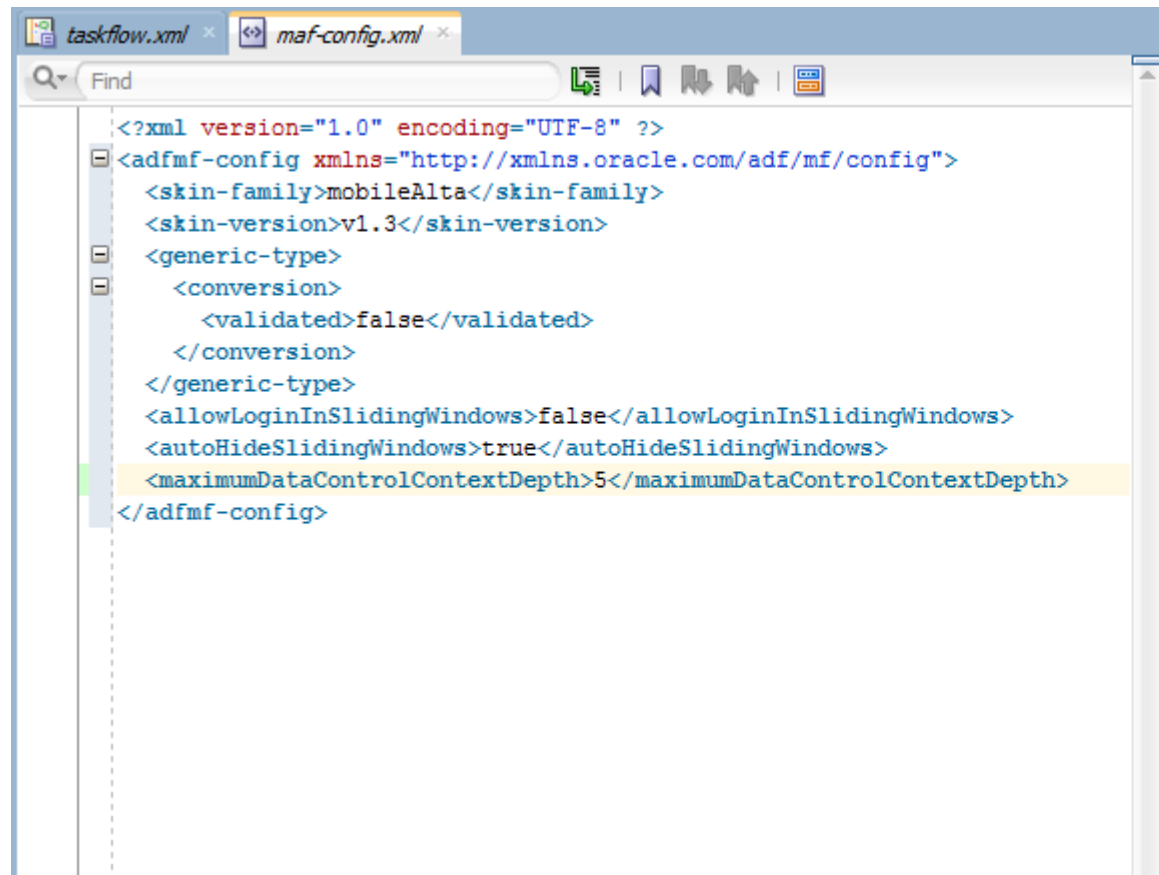 taskflow.xml
maf-config.xml
Find
<?xml version="1.0" encoding="UTF-8" ?>
<adfmf-config xmlns="http://xmlns.oracle.com/adf/mf/config">
  <skin-family>mobileAlta</skin-family>
  <skin-version>v1.3</skin-version>
  <generic-type>
    <conversion>
      <validated>false</validated>
    </conversion>
  </generic-type>
  <allowLoginInSlidingWindows>false</allowLoginInSlidingWindows>
  <autoHideSlidingWindows>true</autoHideSlidingWindows>
  <maximumDataControlContextDepth>5</maximumDataControlContextDepth>
</adfmf-config>